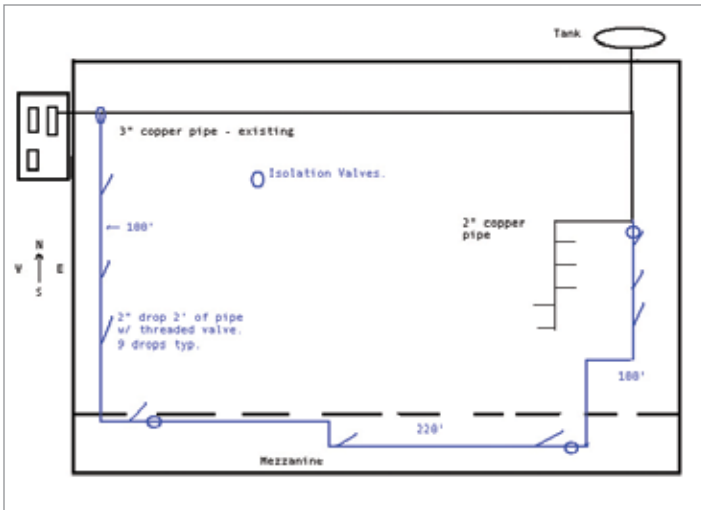 Tank
3" copper pipe - existing
Isolation Valves.
2" copper
pipe
100'
N
W E
S
2" drop 2' of pipe
w/ threaded valve.
9 drops typ.
100'
220'
Mezzanine